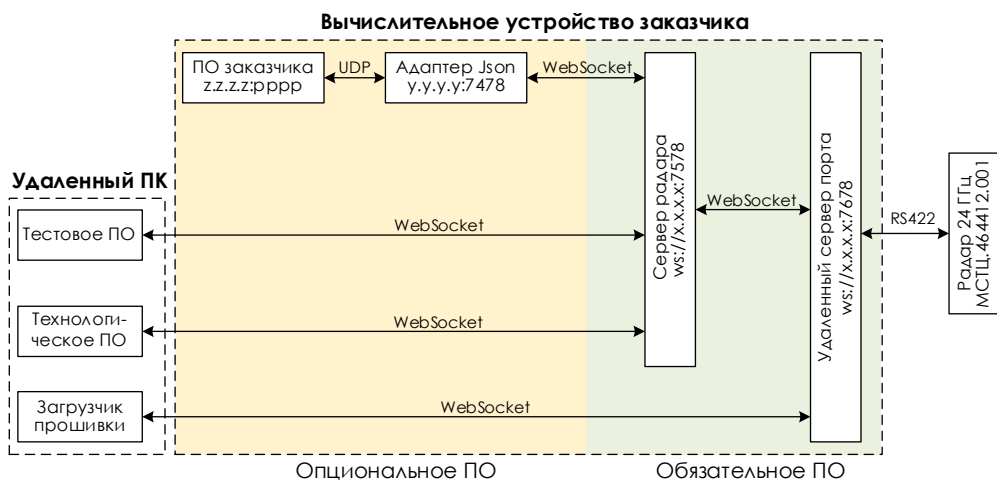 Вычислительное устройство заказчика
ПО заказчика
z.z.z.z:pppp
UDP
Адаптер Json
y.y.y.y:7478
WebSocket
Сервер радара
ws://x.x.x.x:7578
WebSocket
Удаленный сервер порта
ws://x.x.x.x:7678
RS422
Радар 24 ГГц
МСТЦ.464412.001
Удаленный ПК
Тестовое ПО
WebSocket
Технологи-
ческое ПО
WebSocket
Загрузчик
прошивки
WebSocket
Опциональное ПО
Обязательное ПО